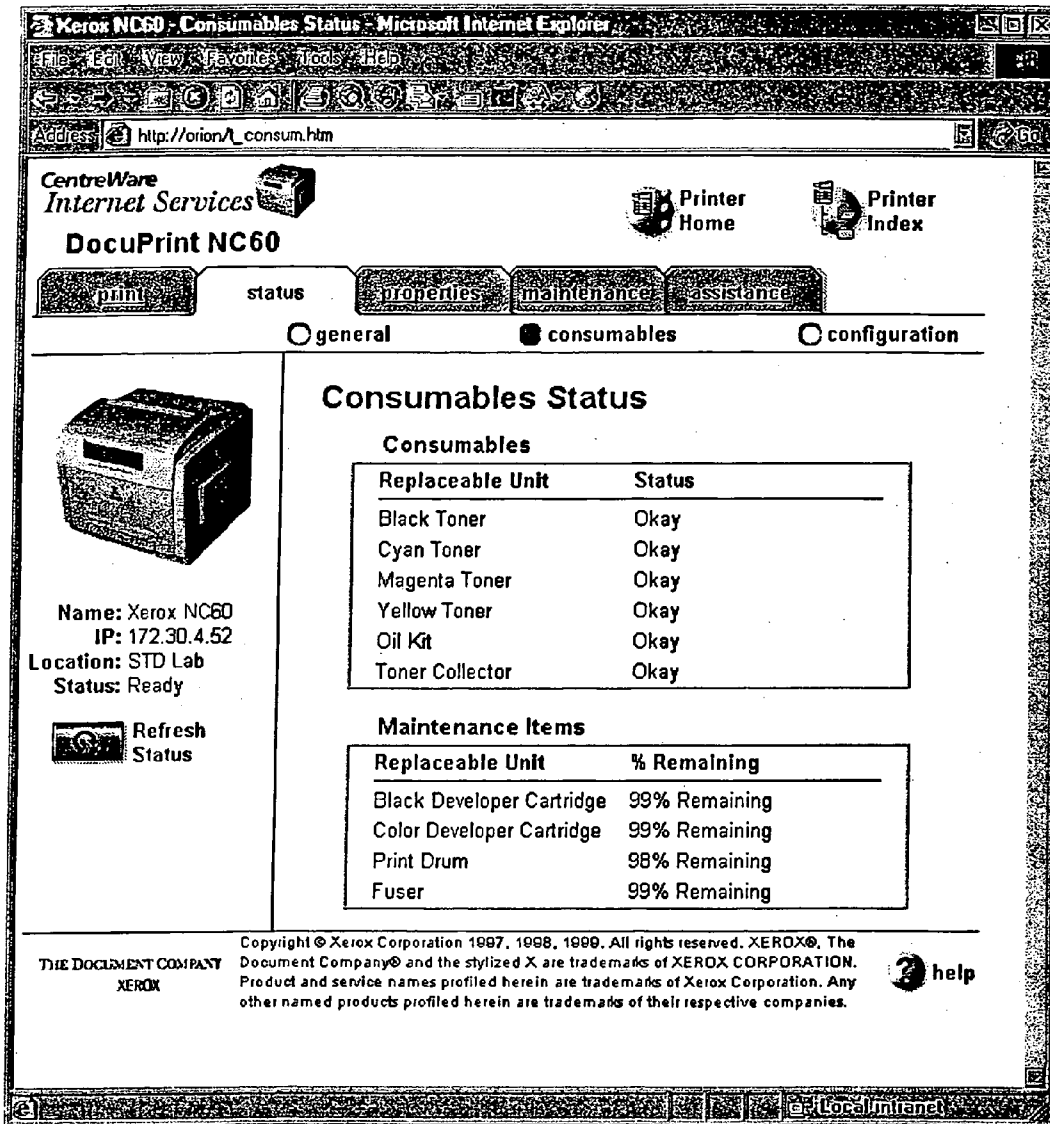 Xerox NC60 - Consumables Status - Microsoft Internet Explorer
File Edit View Favorites Tools Help
Address http://orion/t_consum.htm Go
CentreWare
Internet Services
DocuPrint NC60
Printer Home
Printer Index
print status properties maintenance assistance
general consumables configuration
Consumables Status
Consumables
Replaceable Unit Status
Black Toner Okay
Cyan Toner Okay
Magenta Toner Okay
Yellow Toner Okay
Oil Kit Okay
Toner Collector Okay
Name: Xerox NC60
IP: 172.30.4.52
Location: STD Lab
Status: Ready
Refresh
Status
Maintenance Items
Replaceable Unit % Remaining
Black Developer Cartridge 99% Remaining
Color Developer Cartridge 99% Remaining
Print Drum 98% Remaining
Fuser 99% Remaining
THE DOCUMENT COMPANY
XEROX
Copyright © Xerox Corporation 1997, 1998, 1999. All rights reserved. XEROX®, The
Document Company® and the stylized X are trademarks of XEROX CORPORATION.
Product and service names profiled herein are trademarks of Xerox Corporation. Any
other named products profiled herein are trademarks of their respective companies.
help
Local intranet